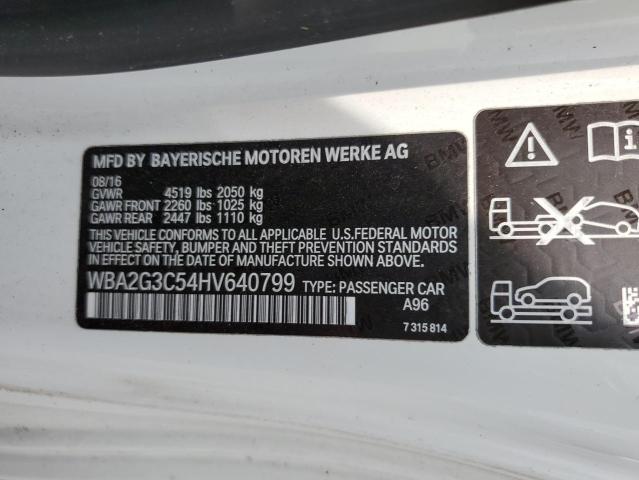 MFD BY BAYERISCHE MOTOREN WERKE AG
08/16
GVWR 4519 lbs 2050 kg
GAWR FRONT 2260 lbs 1025 kg
GAWR REAR 2447 lbs 1110 kg
THIS VEHICLE CONFORMS TO ALL APPLICABLE U.S.FEDERAL MOTOR
VEHICLE SAFETY, BUMPER AND THEFT PREVENTION STANDARDS
IN EFFECT ON THE DATE OF MANUFACTURE SHOWN ABOVE.
WBA2G3C54HV640799 TYPE: PASSENGER CAR
A96
7 315 814
BMW
BMW
BMW